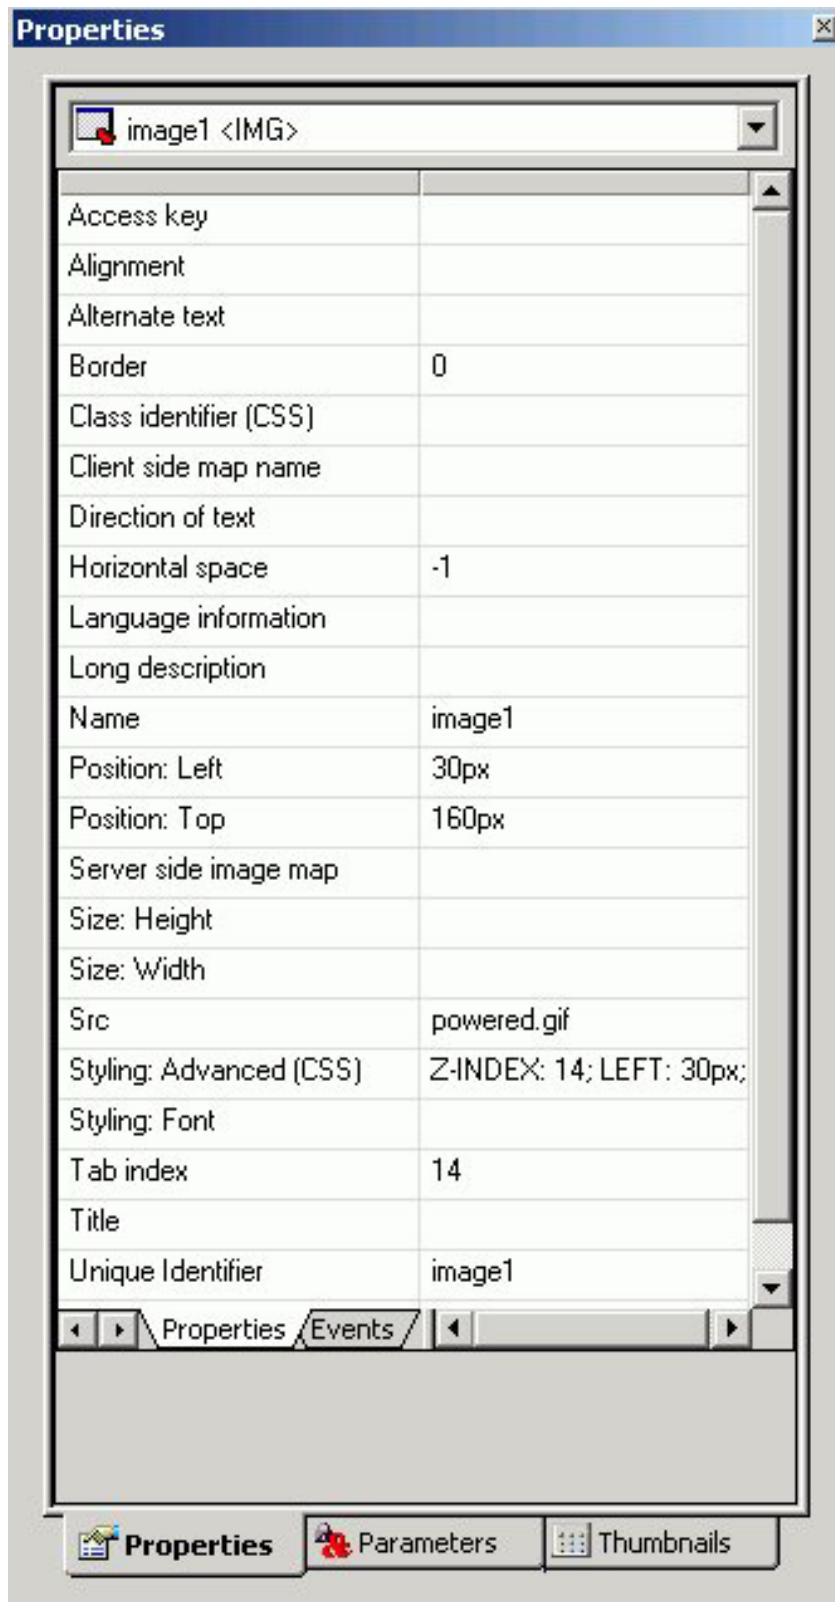 Properties
image1 <IMG>
Access key
Alignment
Alternate text
Border 0
Class identifier (CSS)
Client side map name
Direction of text
Horizontal space -1
Language information
Long description
Name image1
Position: Left 30px
Position: Top 160px
Server side image map
Size: Height
Size: Width
Src powered.gif
Styling: Advanced (CSS) Z-INDEX: 14; LEFT: 30px;
Styling: Font
Tab index 14
Title
Unique Identifier image1
Properties Events
Properties Parameters Thumbnails